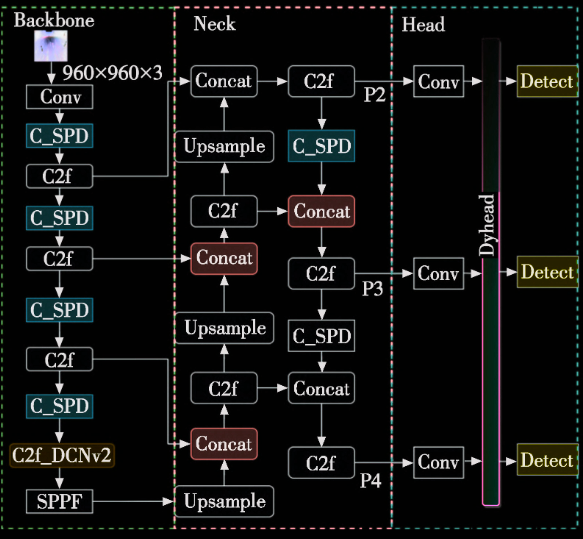 Backbone
960×960×3
Conv
C_SPD
C2f
C_SPD
C2f
C_SPD
C2f
C_SPD
C2f_DCNv2
SPPF
Neck
Concat
Upsample
C2f
Concat
Upsample
C2f
Concat
Upsample
C2f
C_SPD
Concat
C2f
C_SPD
Concat
C2f
P2
P3
P4
Head
Conv
Conv
Conv
Dyhead
Detect
Detect
Detect